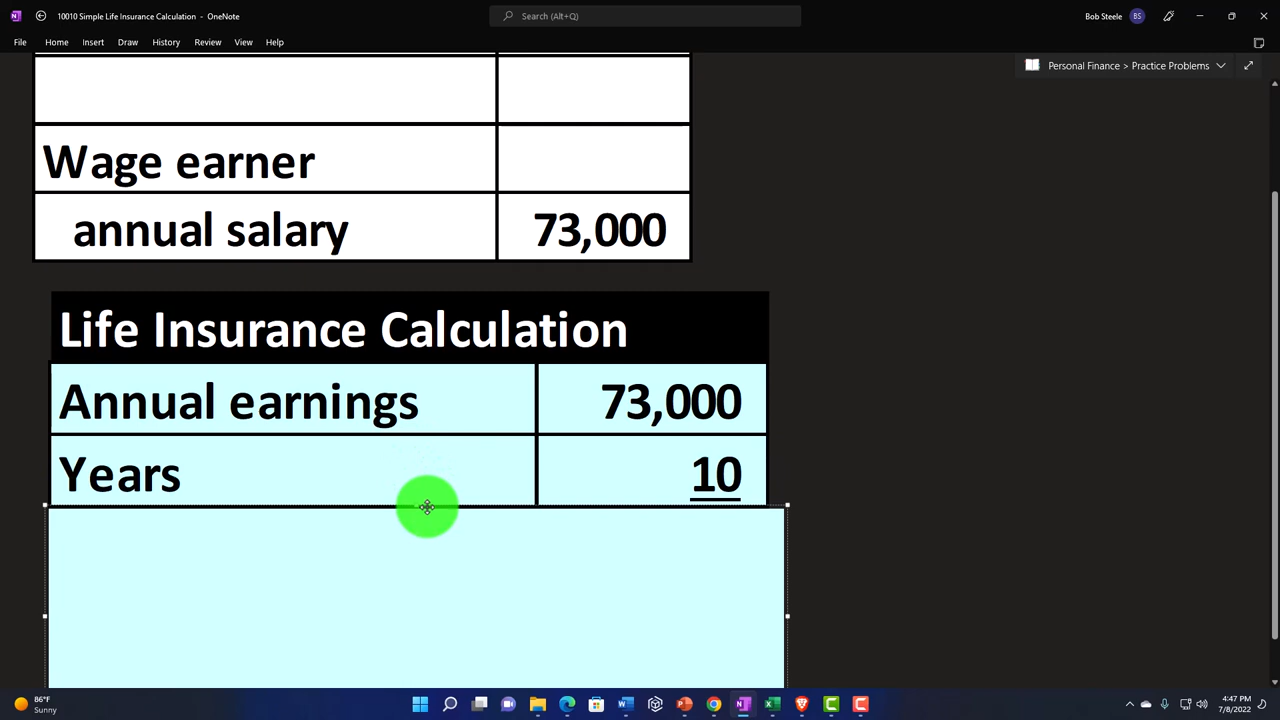 10010 Simple Life Insurance Calculation - OneNote
Search (Alt+Q)
Bob Steele BS
File Home Insert Draw History Review View Help
Personal Finance > Practice Problems
Wage earner
annual salary 73,000
Life Insurance Calculation
Annual earnings 73,000
Years 10
86°F
Sunny
4:47 PM
7/8/2022